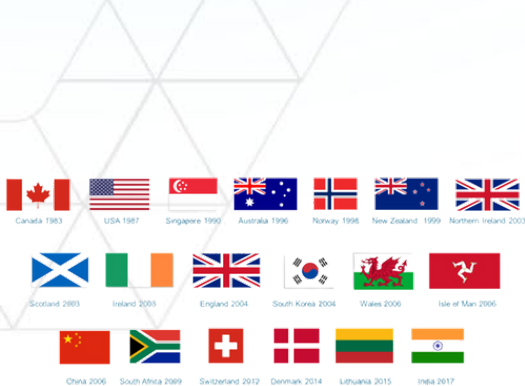 Canada 1983 USA 1987 Singapore 1990 Australia 1996 Norway 1998 New Zealand 1999 Northern Ireland 2003
Scotland 2003 Ireland 2003 England 2004 South Korea 2004 Wales 2006 Isle of Man 2006
China 2006 South Africa 2009 Switzerland 2012 Denmark 2014 Lithuania 2015 India 2017